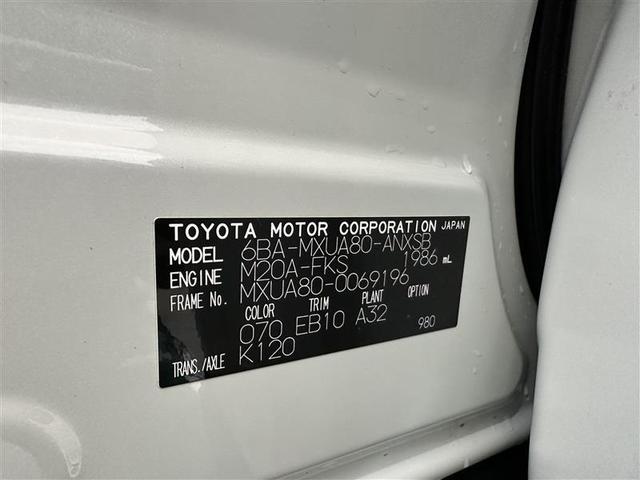 TOYOTA MOTOR CORPORATION JAPAN
MODEL 6BA-MXUA80-ANXSB
ENGINE M20A-FKS 1986 mL
FRAME No. MXUA80-0069196
COLOR TRIM PLANT OPTION
070 EB10 A32 980
TRANS./AXLE K120